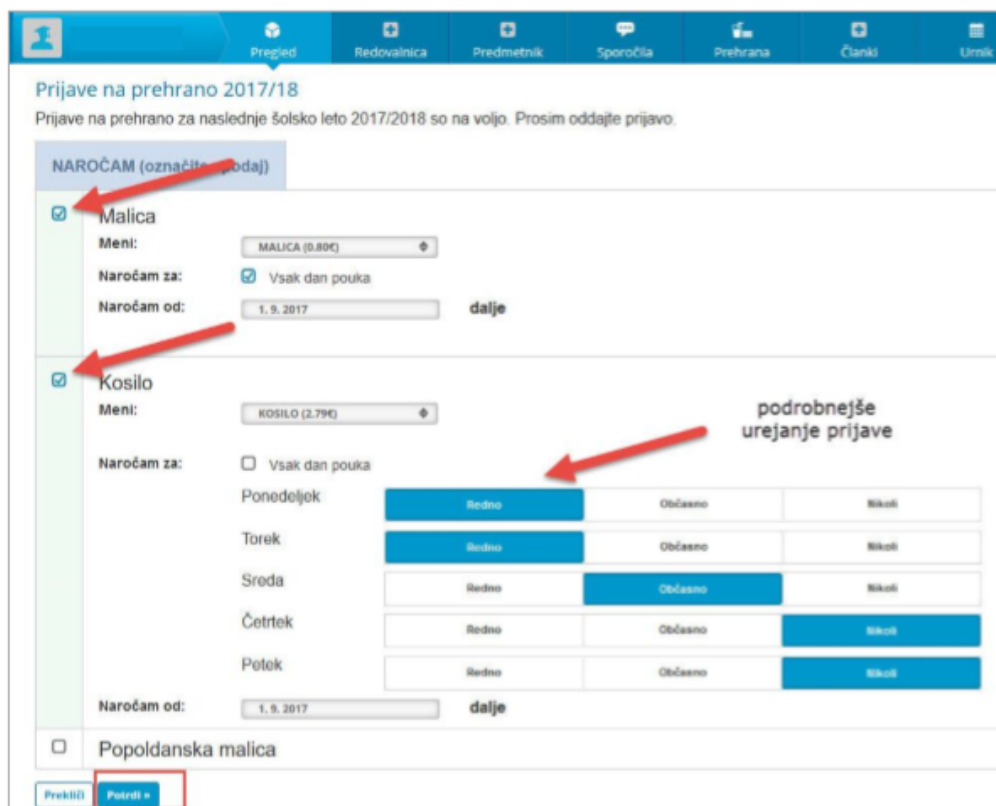 Pregled Redovalnica Predmetnik Sporočila Prehrana Članki Urnik
Prijave na prehrano 2017/18
Prijave na prehrano za naslednje šolsko leto 2017/2018 so na voljo. Prosim oddajte prijavo.
NAROČAM (označite podaj)
Malica
Meni: MALICA (0.80€)
Naročam za: Vsak dan pouka
Naročam od: 1. 9. 2017 dalje
Kosilo
Meni: KOSILO (2.79€)
podrobnejše
urejanje prijave
Naročam za: Vsak dan pouka
Ponedeljek Redno Občasno Nikoli
Torek Redno Občasno Nikoli
Sreda Redno Občasno Nikoli
Četrtek Redno Občasno Nikoli
Petek Redno Občasno Nikoli
Naročam od: 1. 9. 2017 dalje
Popoldanska malica
Prekliči Potrdi »